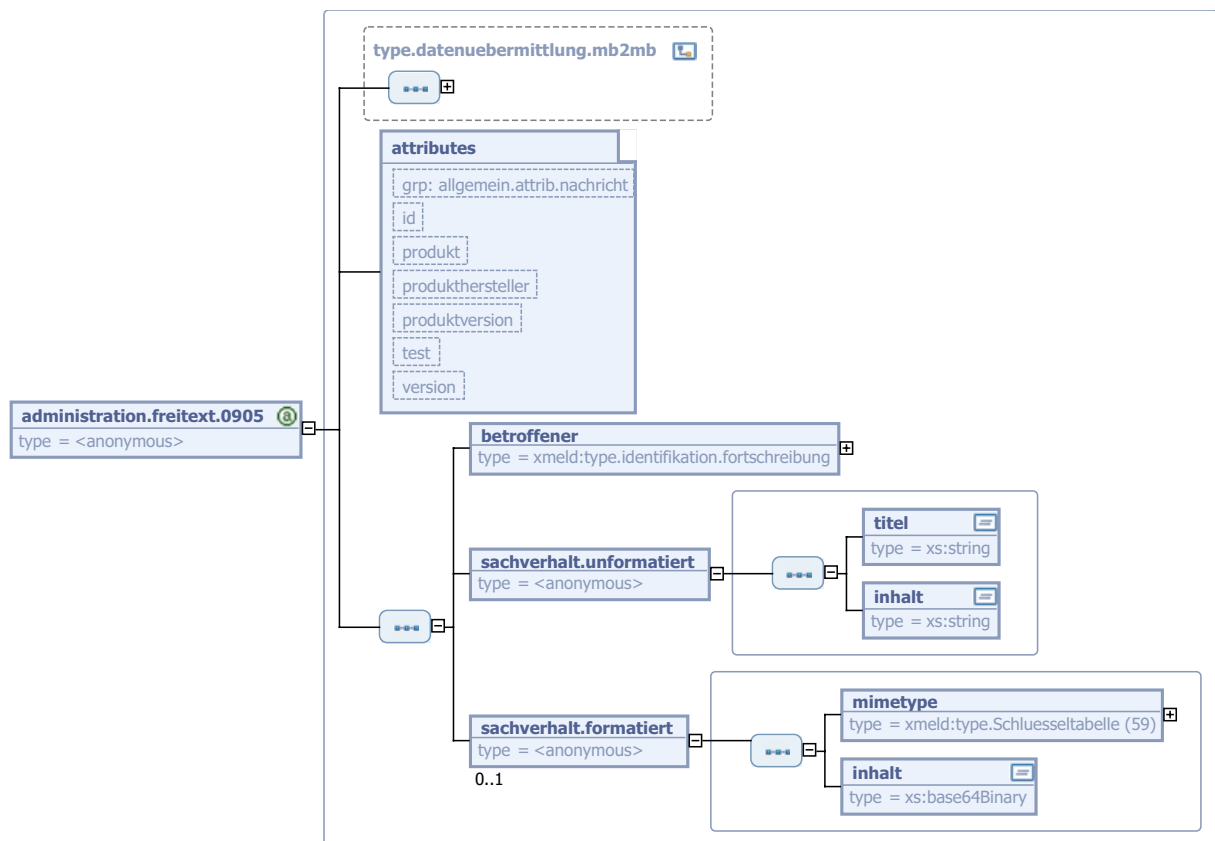 type.datenuebermittlung.mb2mb
attributes
grp: allgemein.attrib.nachricht
id
produkt
produkthersteller
produktversion
test
version
administration.freitext.0905
type = <anonymous>
betroffener
type = xmeld:type.identifikation.fortschreibung
sachverhalt.unformatiert
type = <anonymous>
titel
type = xs:string
inhalt
type = xs:string
sachverhalt.formatiert
type = <anonymous>
0..1
mimetype
type = xmeld:type.Schluesseltabelle (59)
inhalt
type = xs:base64Binary